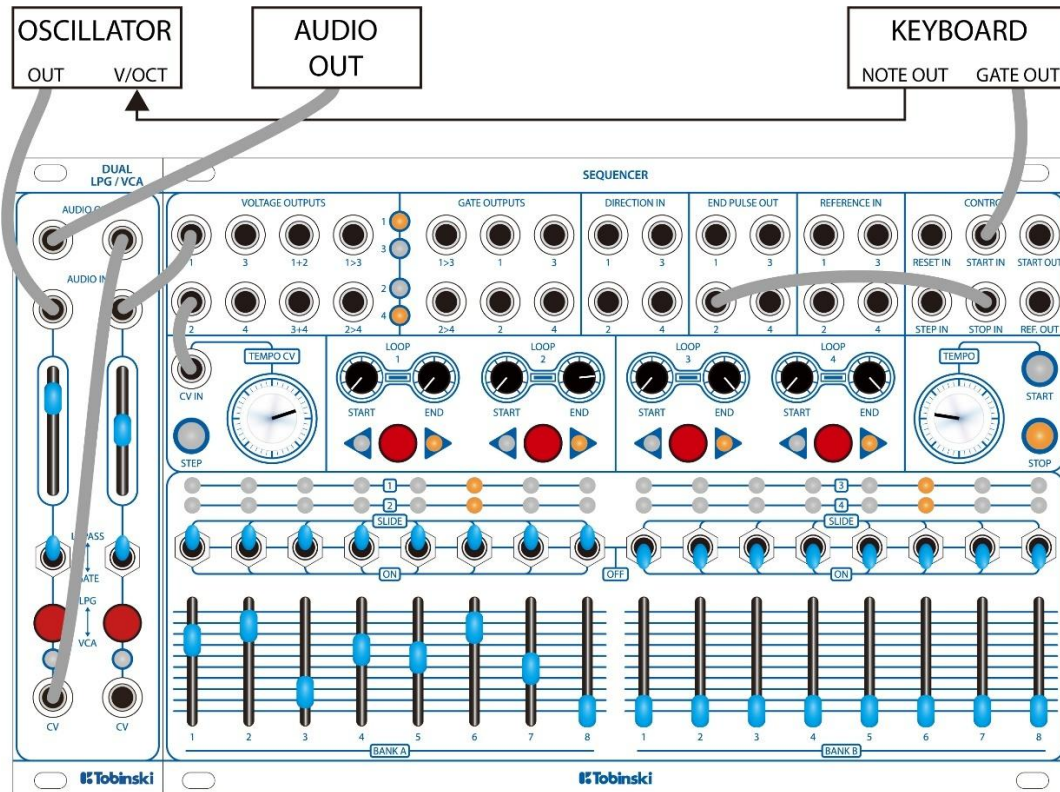 OSCILLATOR
OUT V/OCT
AUDIO
OUT
KEYBOARD
NOTE OUT GATE OUT
DUAL
LPG / VCA
SEQUENCER
AUDIO O
VOLTAGE OUTPUTS
GATE OUTPUTS
DIRECTION IN
END PULSE OUT
REFERENCE IN
CONTRO
1
3
1 3 1+2 1>3
1>3 1 3
1 3
1 3
1 3
RESET IN START IN START OUT
AUDIO IN
2
4
2 4 3+4 2>4
2>4 2 4
2 4
2 4
2 4
STEP IN STOP IN REF. OUT
TEMPO CV
CV IN
STEP
LOOP
1
START END
LOOP
2
START END
LOOP
3
START END
LOOP
4
START END
TEMPO
START
STOP
1
2
3
4
SLIDE
SLIDE
ON
OFF
ON
LPG
VCA
CV CV
1 2 3 4 5 6 7 8
1 2 3 4 5 6 7 8
BANK A
BANK B
Tobinski
Tobinski